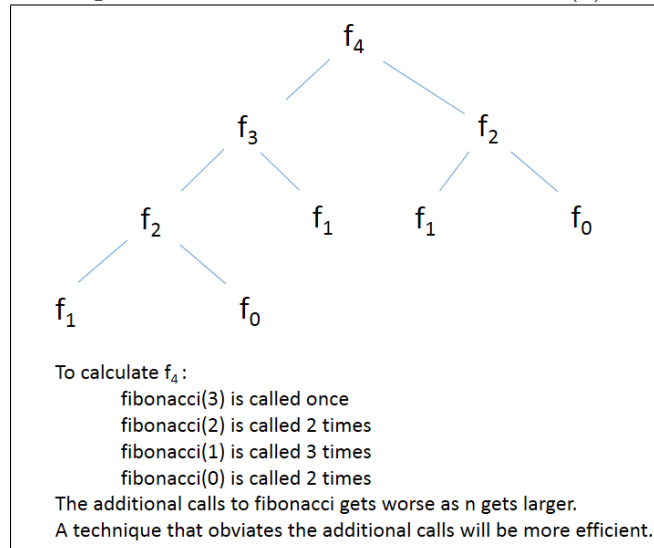 f₄
f₃ f₂
f₂ f₁ f₁ f₀
f₁ f₀
To calculate f₄:
fibonacci(3) is called once
fibonacci(2) is called 2 times
fibonacci(1) is called 3 times
fibonacci(0) is called 2 times
The additional calls to fibonacci gets worse as n gets larger.
A technique that obviates the additional calls will be more efficient.